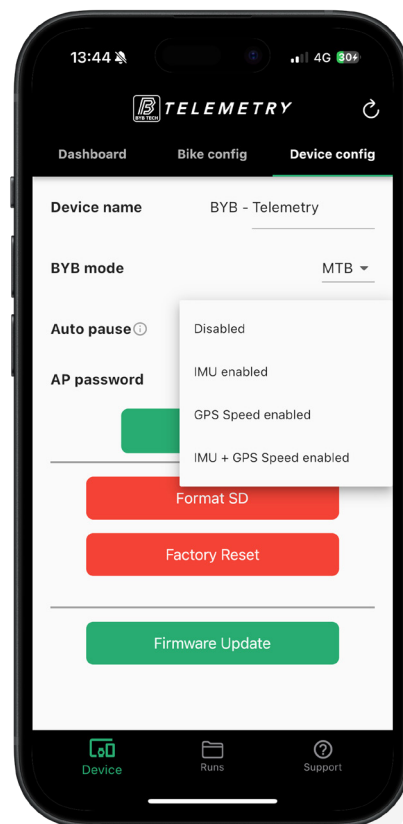 13:44 4G 30
B TELEMETRY
BYB TECH
Dashboard Bike config Device config
Device name BYB - Telemetry
BYB mode MTB
Auto pause
Disabled
IMU enabled
AP password
GPS Speed enabled
IMU + GPS Speed enabled
Format SD
Factory Reset
Firmware Update
Device Runs Support